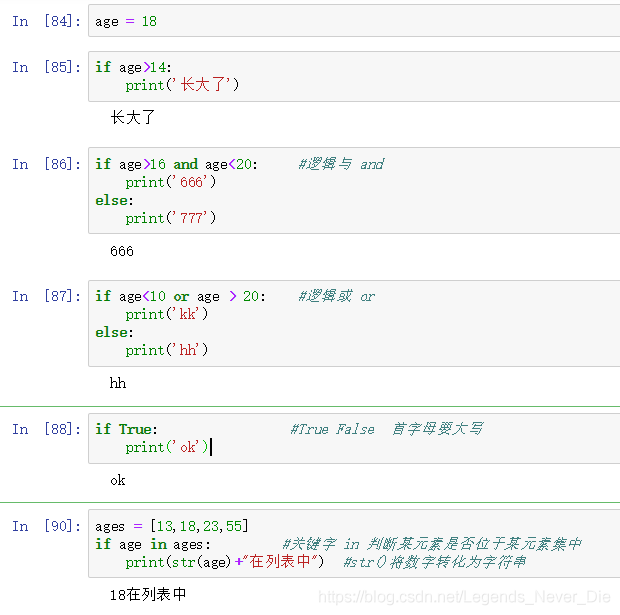 In [84]: age = 18
In [85]: if age>14:
print('长大了')
长大了
In [86]: if age>16 and age<20: #逻辑与 and
print('666')
else:
print('777')
666
In [87]: if age<10 or age > 20: #逻辑或 or
print('kk')
else:
print('hh')
hh
In [88]: if True: #True False 首字母要大写
print('ok')
ok
In [90]: ages = [13,18,23,55]
if age in ages: #关键字 in 判断某元素是否位于某元素集中
print(str(age)+"在列表中") #str()将数字转化为字符串
18在列表中
https://blog.csdn.net/Legends_Never_Die